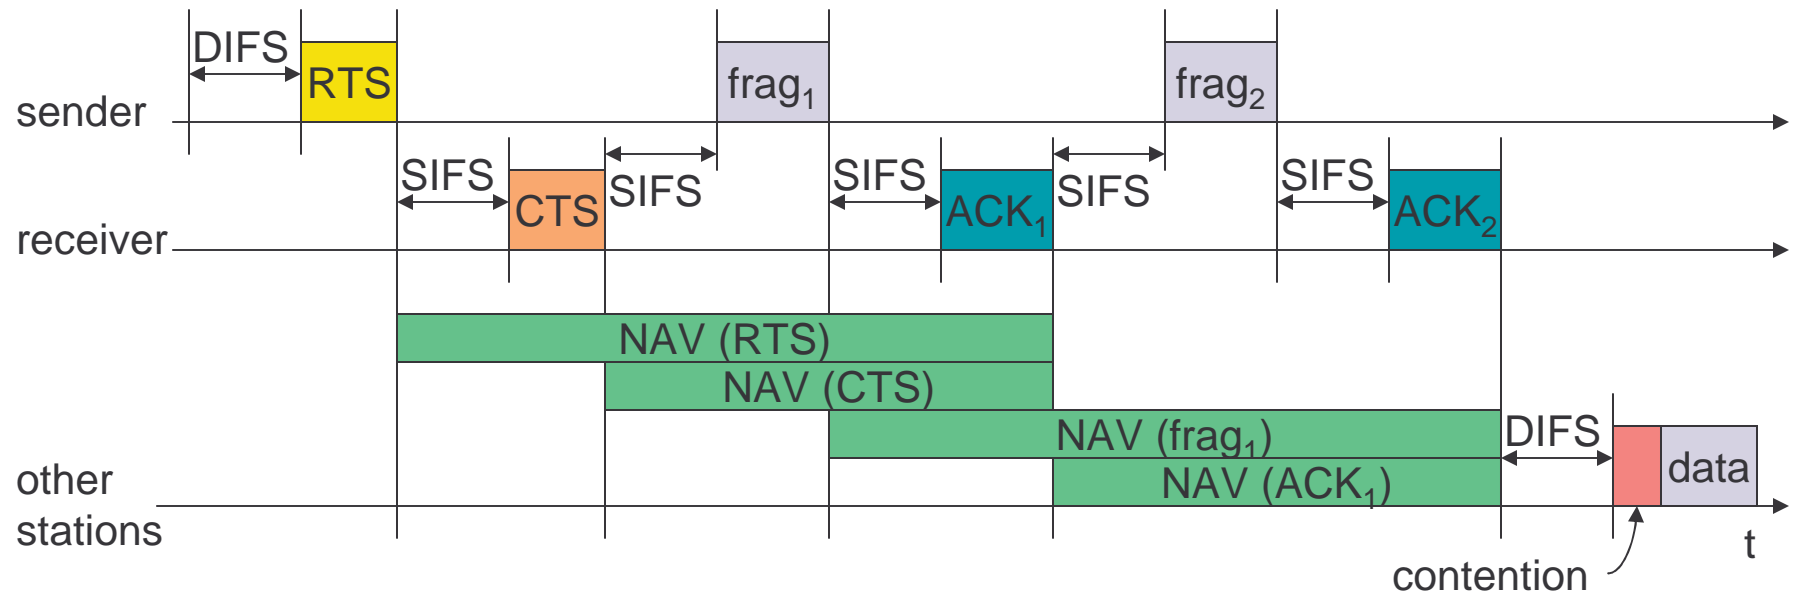 DIFS
RTS
frag₁
frag₂
sender
SIFS
CTS
SIFS
SIFS
ACK₁
SIFS
SIFS
ACK₂
receiver
NAV (RTS)
NAV (CTS)
NAV (frag₁)
DIFS
NAV (ACK₁)
data
other
stations
t
contention